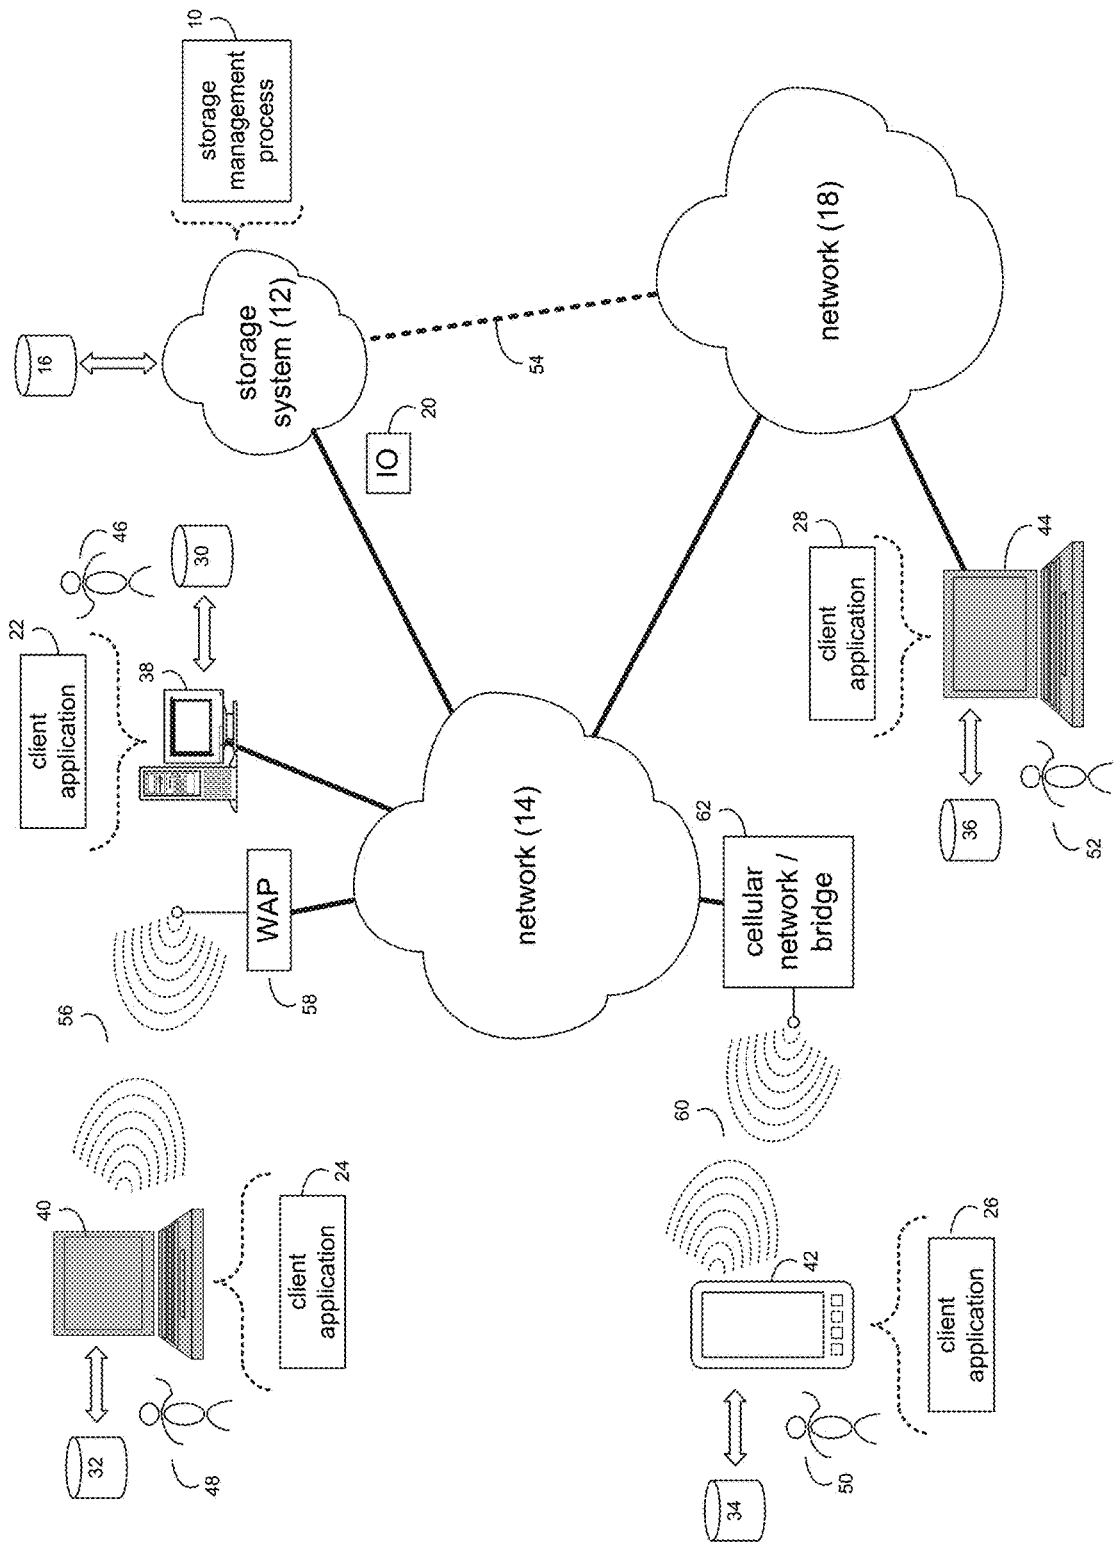 40
32
48
client
application
24
56
WAP
58
22
client
application
38
46
30
16
10
storage
management
process
storage
system (12)
IO
20
54
network (14)
network (18)
60
62
cellular
network /
bridge
42
34
50
client
application
26
28
client
application
44
36
52